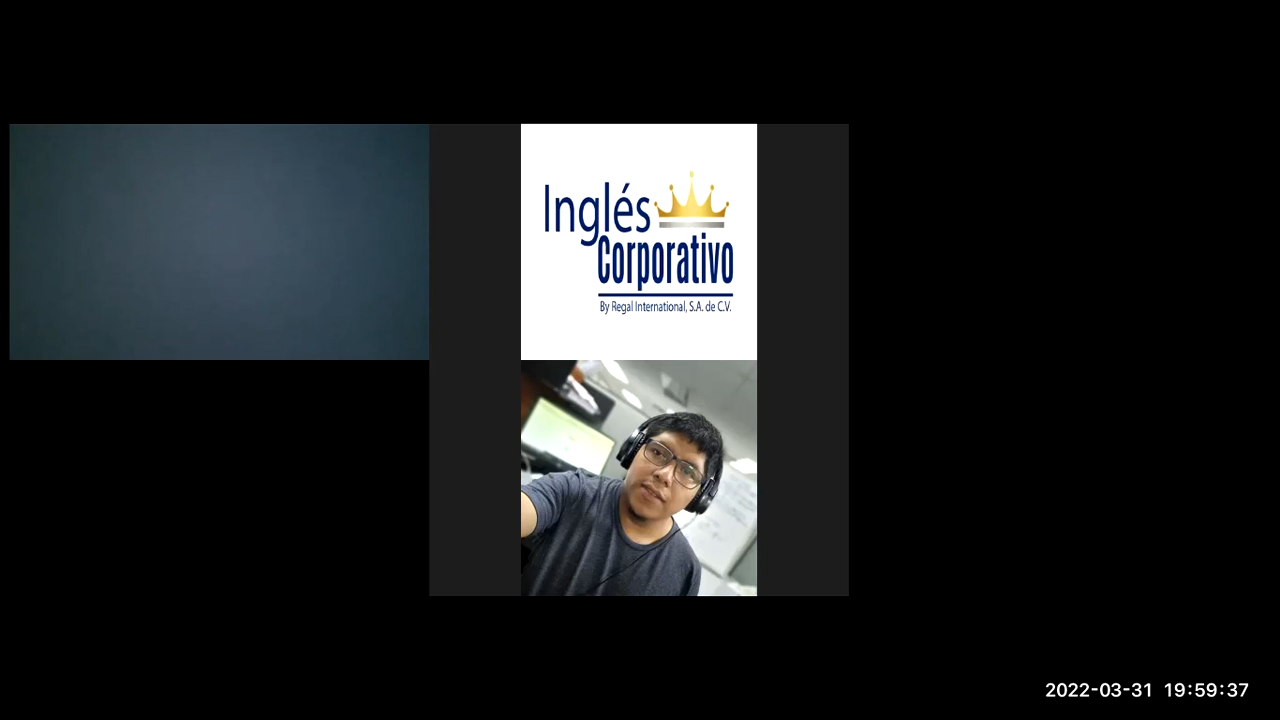 Inglés
Corporativo
By Regal International, S.A. de C.V.
2022-03-31 19:59:37